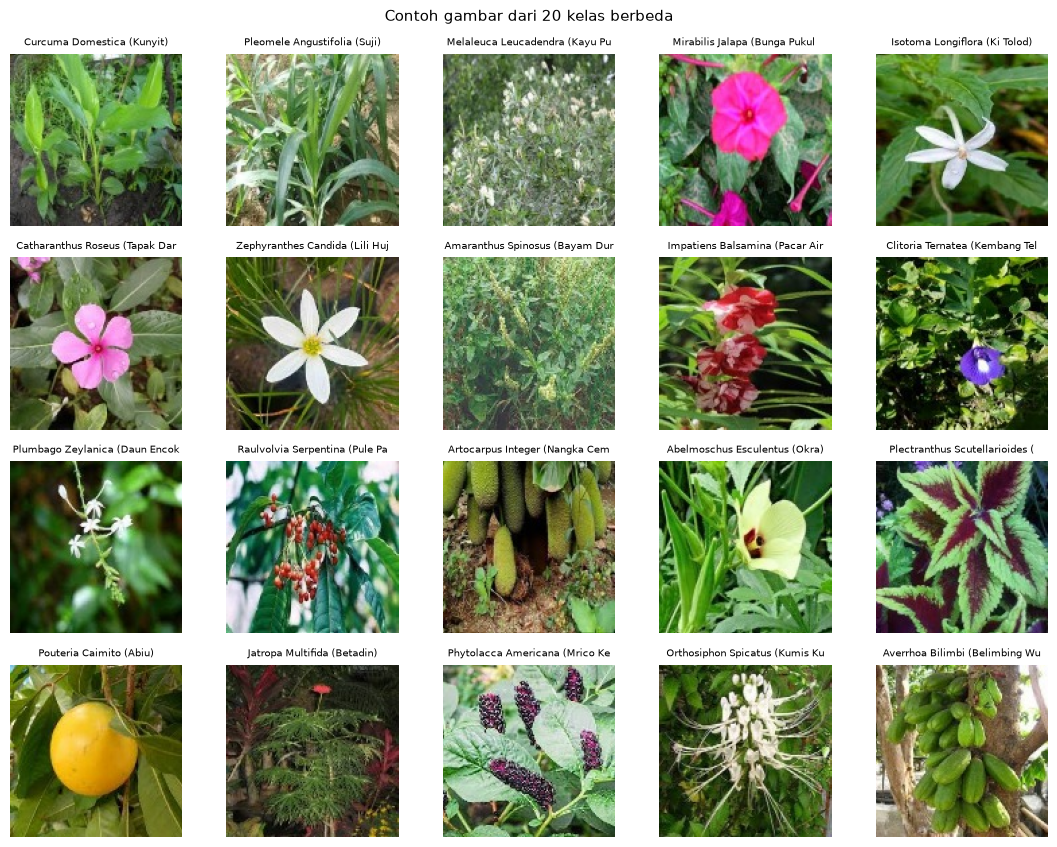 Contoh gambar dari 20 kelas berbeda
Curcuma Domestica (Kunyit)
Pleomele Angustifolia (Suji)
Melaleuca Leucadendra (Kayu Pu
Mirabilis Jalapa (Bunga Pukul
Isotoma Longiflora (Ki Tolod)
Catharanthus Roseus (Tapak Dar
Zephyranthes Candida (Lili Huj
Amaranthus Spinosus (Bayam Dur
Impatiens Balsamina (Pacar Air
Clitoria Ternatea (Kembang Tel
Plumbago Zeylanica (Daun Encok
Raulvolvia Serpentina (Pule Pa
Artocarpus Integer (Nangka Cem
Abelmoschus Esculentus (Okra)
Plectranthus Scutellarioides (
Pouteria Caimito (Abiu)
Jatropa Multifida (Betadin)
Phytolacca Americana (Mrico Ke
Orthosiphon Spicatus (Kumis Ku
Averrhoa Bilimbi (Belimbing Wu